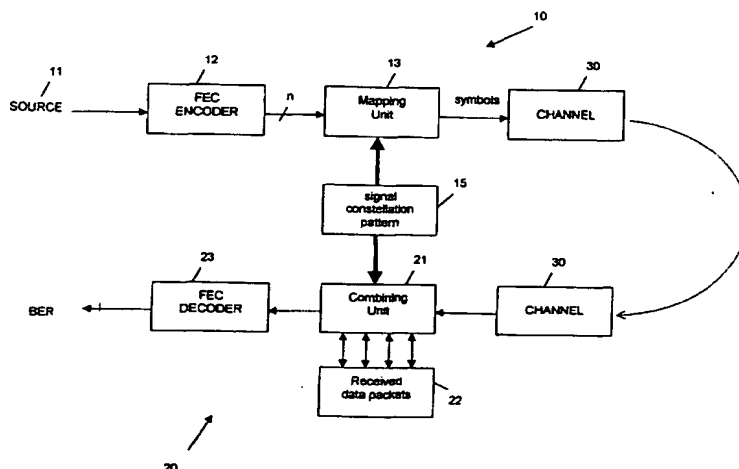 10
11
12
13
30
SOURCE
FEC
ENCODER
n
Mapping
Unit
symbols
CHANNEL
15
signal
constellation
pattern
23
21
30
BER
FEC
DECODER
Combining
Unit
CHANNEL
Received
data packets
22
20